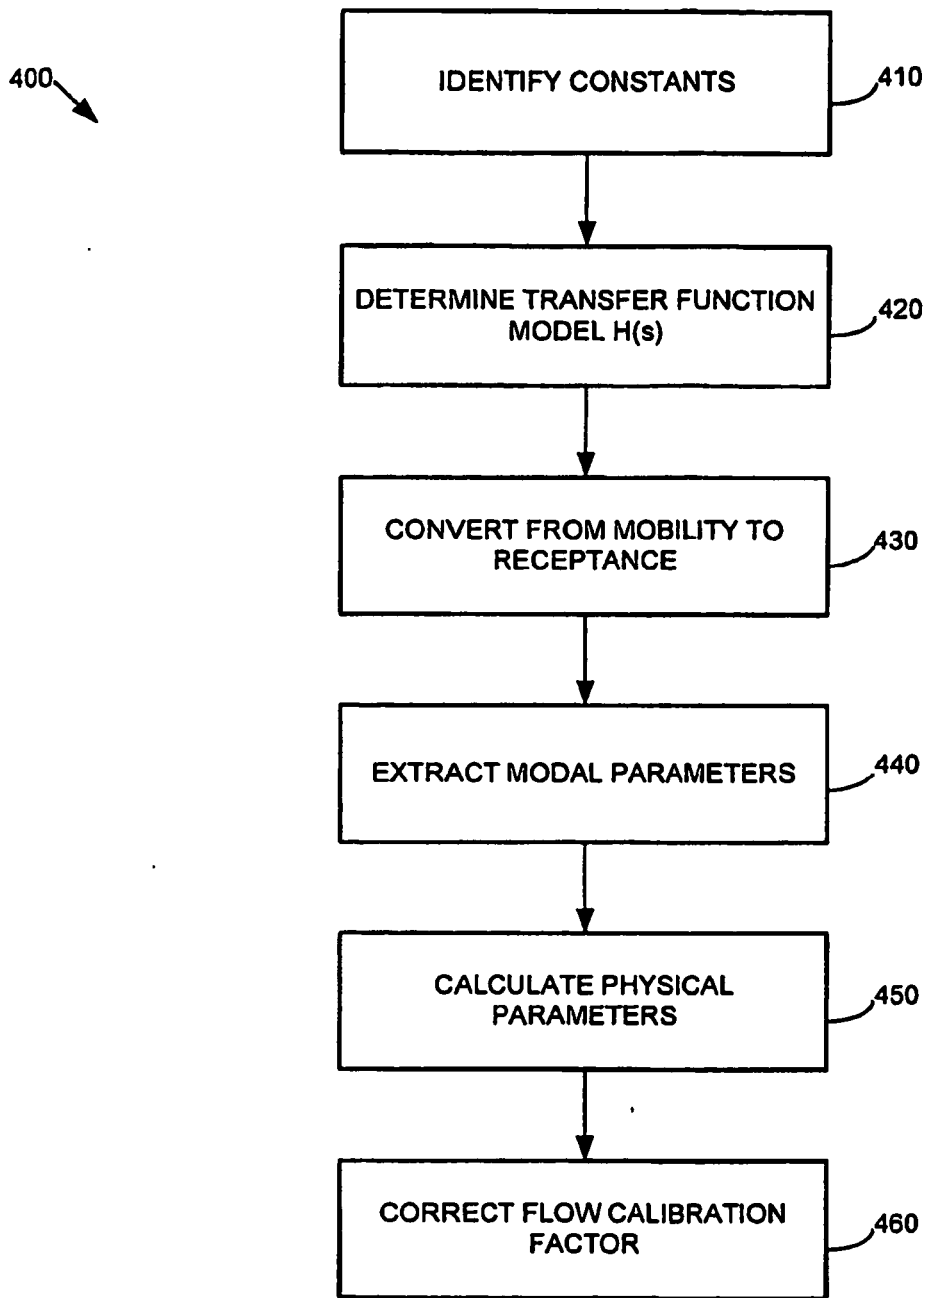 400
IDENTIFY CONSTANTS
410
DETERMINE TRANSFER FUNCTION
MODEL H(s)
420
CONVERT FROM MOBILITY TO
RECEPTANCE
430
EXTRACT MODAL PARAMETERS
440
CALCULATE PHYSICAL
PARAMETERS
450
CORRECT FLOW CALIBRATION
FACTOR
460